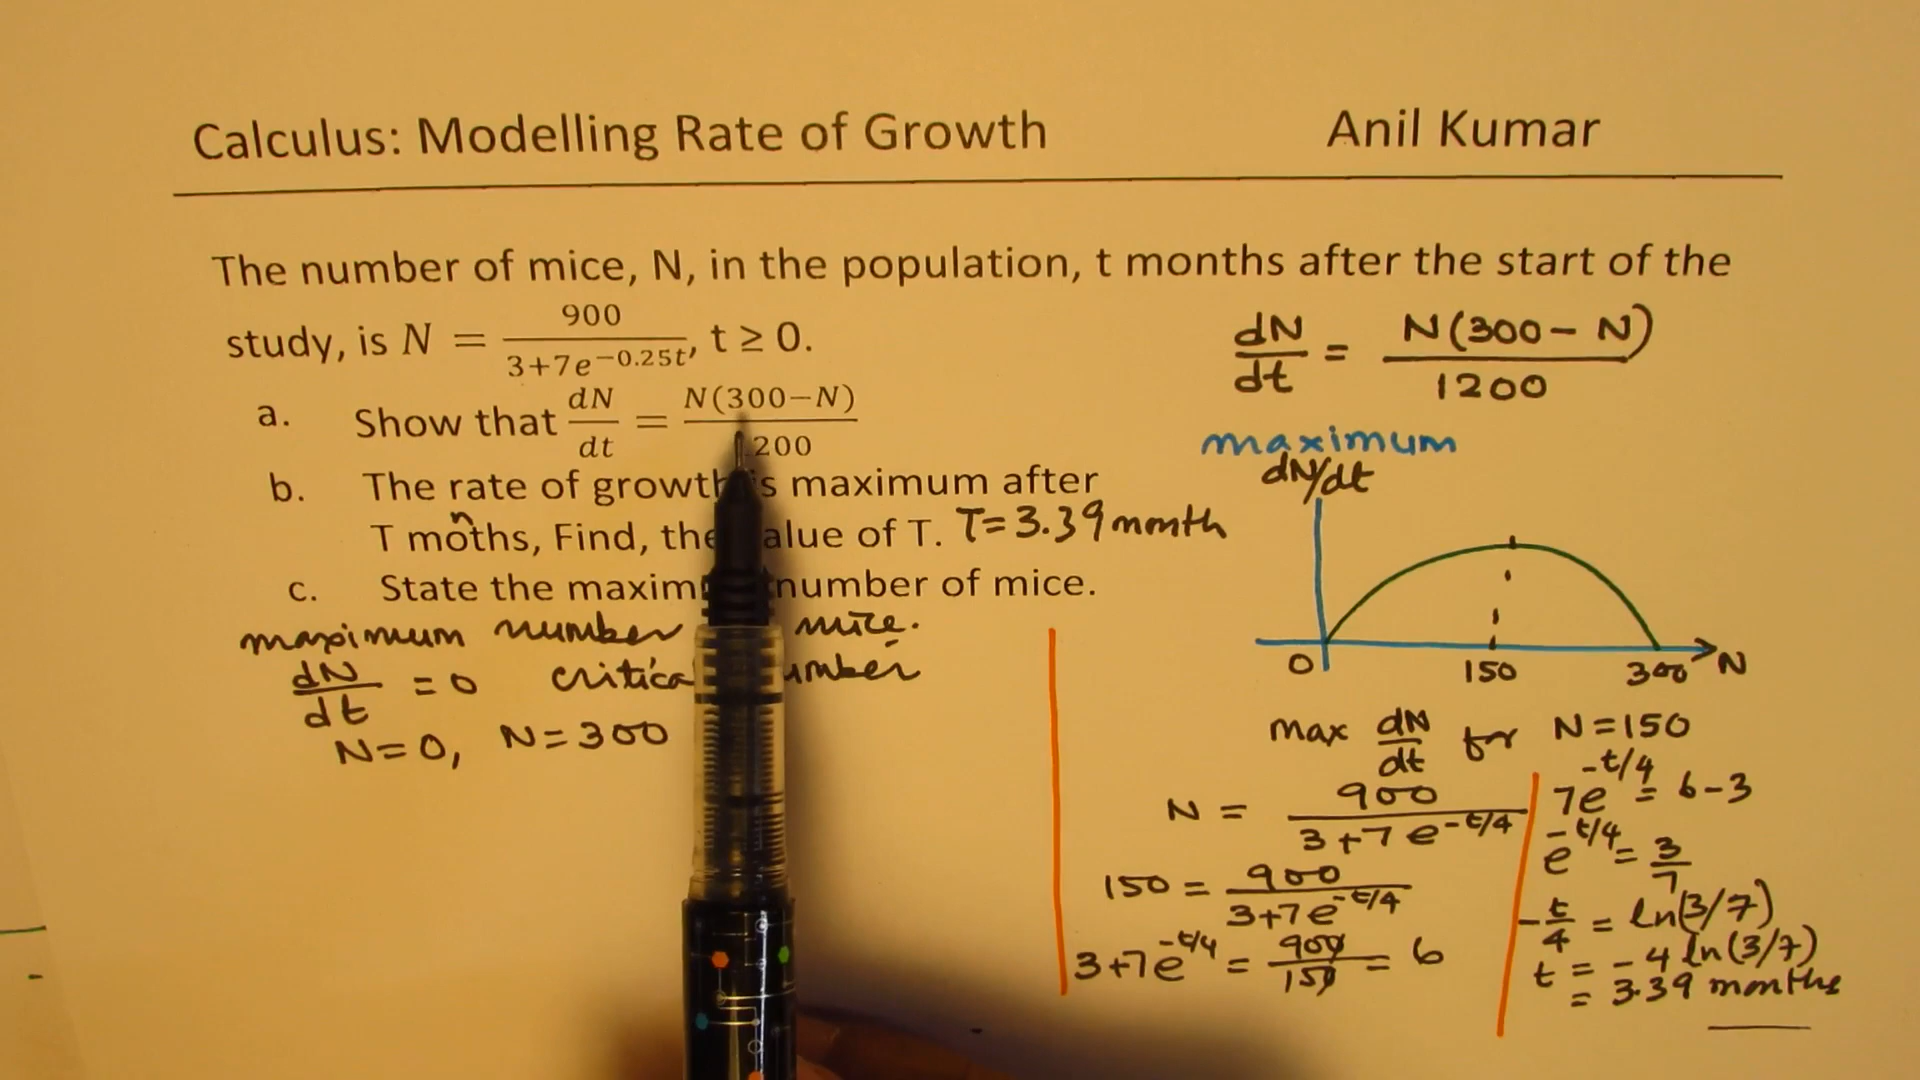 Calculus: Modelling Rate of Growth Anil Kumar
The number of mice, N, in the population, t months after the start of the
study, is N = 900 / 3+7e^−0.25t, t ≥ 0.
a. Show that dN/dt = N(300−N) / 200
b. The rate of growth is maximum after
T moths, Find, the value of T. T = 3.39 month
n
c. State the maxim number of mice.
maximum number mice.
dN/dt = 0 critica umber
N = 0, N = 300
dN/dt = N(300 − N) / 1200
maximum
dN/dt
0 150 300 N
max dN/dt for N = 150
N = 900 / 3+7e^-t/4
150 = 900 / 3+7e^-t/4
3+7e^-t/4 = 900/150 = 6
7e^-t/4 = 6-3
e^-t/4 = 3/7
-t/4 = ln(3/7)
t = -4 ln(3/7)
= 3.39 months